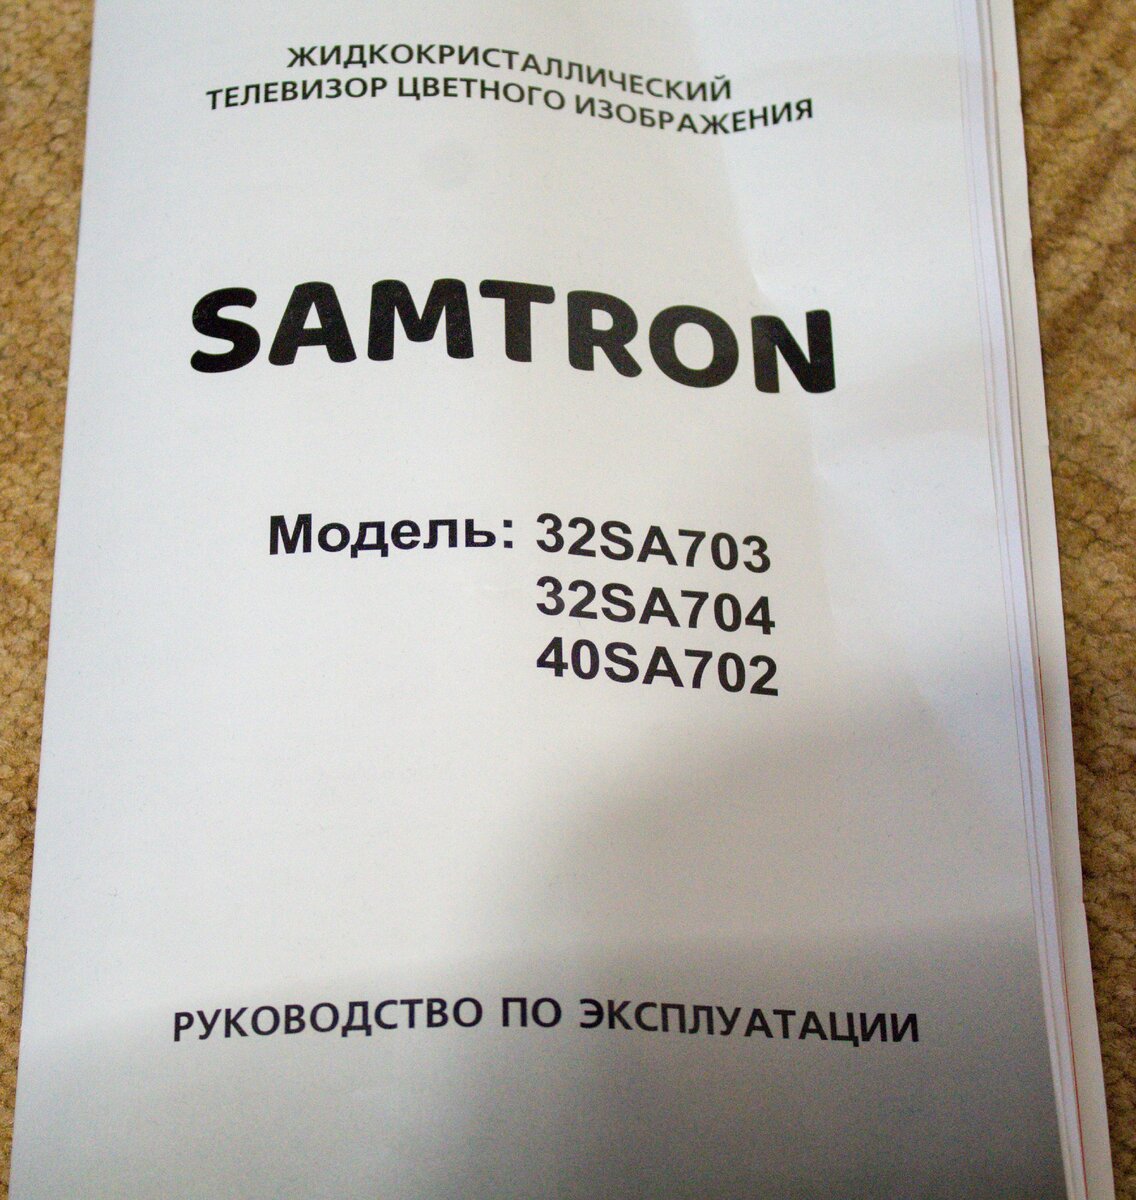 ЖИДКОКРИСТАЛЛИЧЕСКИЙ
ТЕЛЕВИЗОР ЦВЕТНОГО ИЗОБРАЖЕНИЯ
SAMTRON
Модель: 32SA703
32SA704
40SA702
РУКОВОДСТВО ПО ЭКСПЛУАТАЦИИ